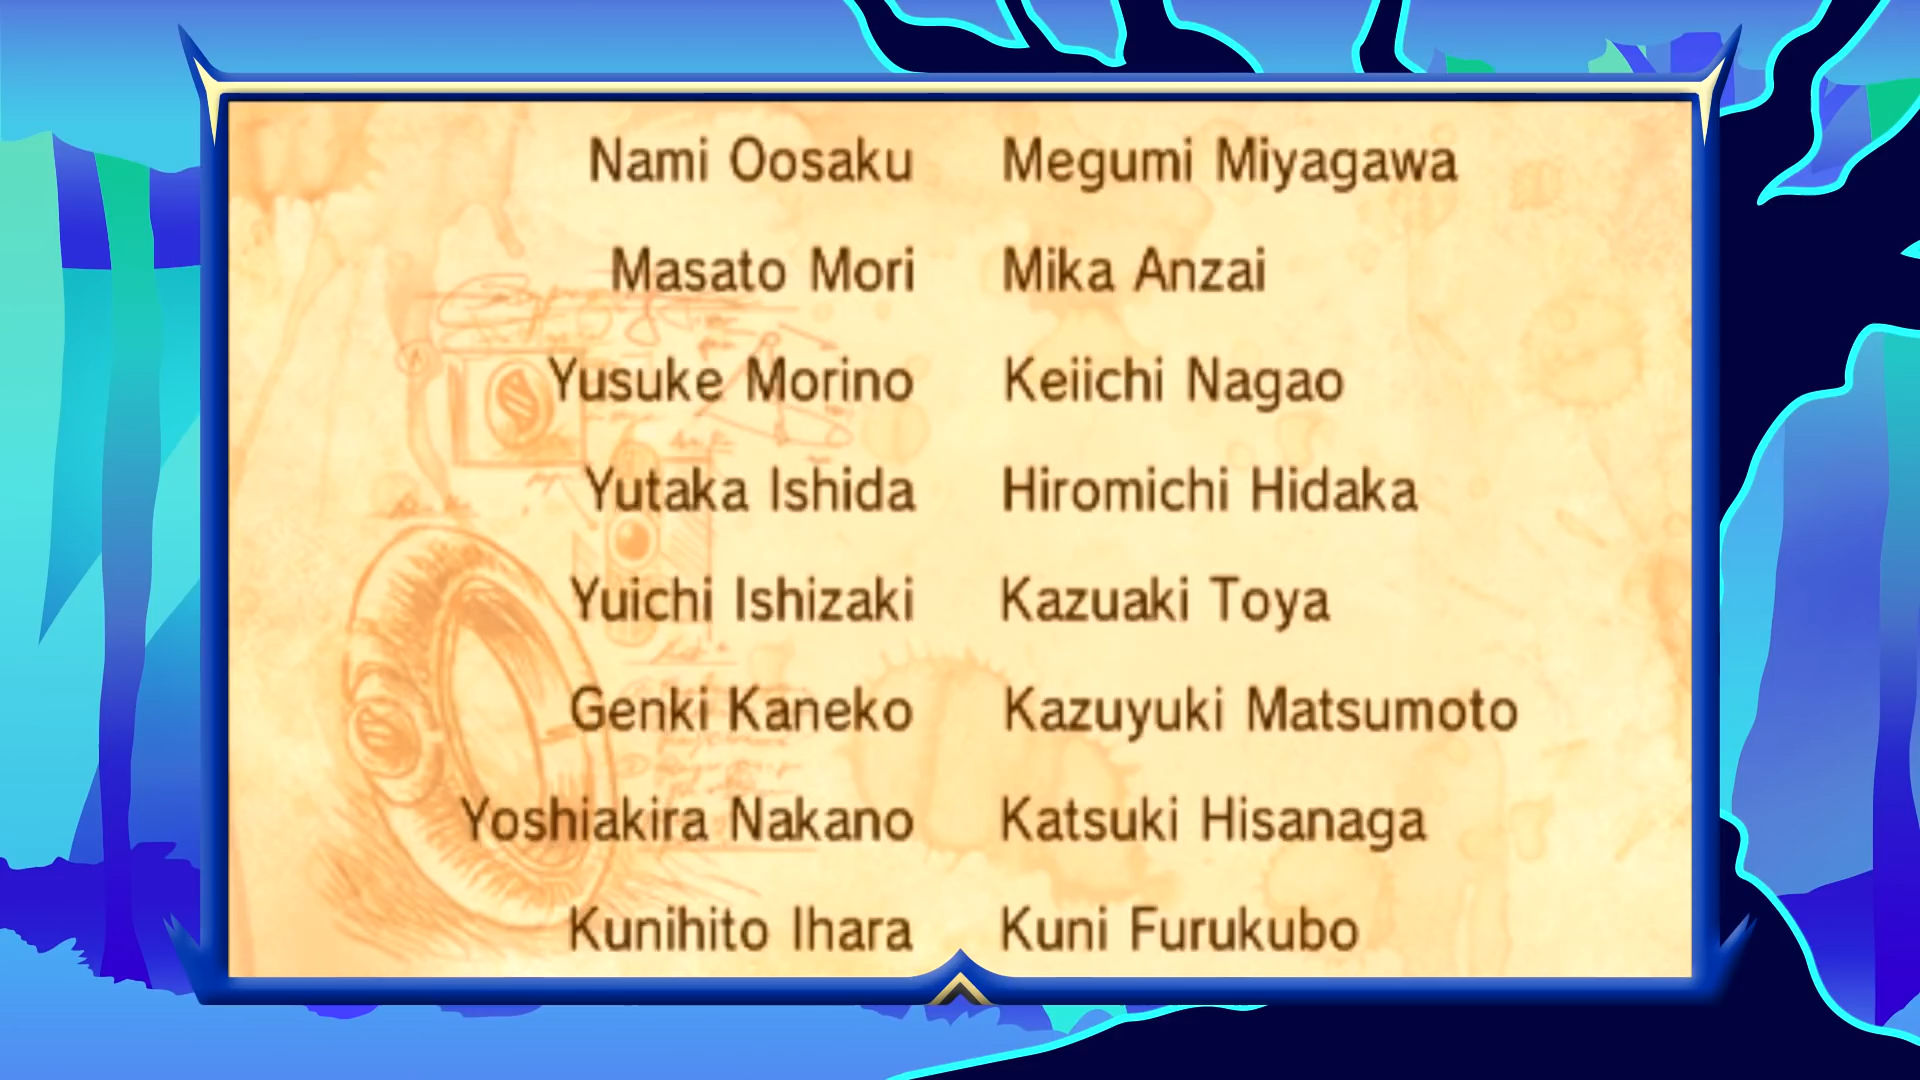 Nami Oosaku Megumi Miyagawa
Masato Mori Mika Anzai
Yusuke Morino Keiichi Nagao
Yutaka Ishida Hiromichi Hidaka
Yuichi Ishizaki Kazuaki Toya
Genki Kaneko Kazuyuki Matsumoto
Yoshiakira Nakano Katsuki Hisanaga
Kunihito Ihara Kuni Furukubo